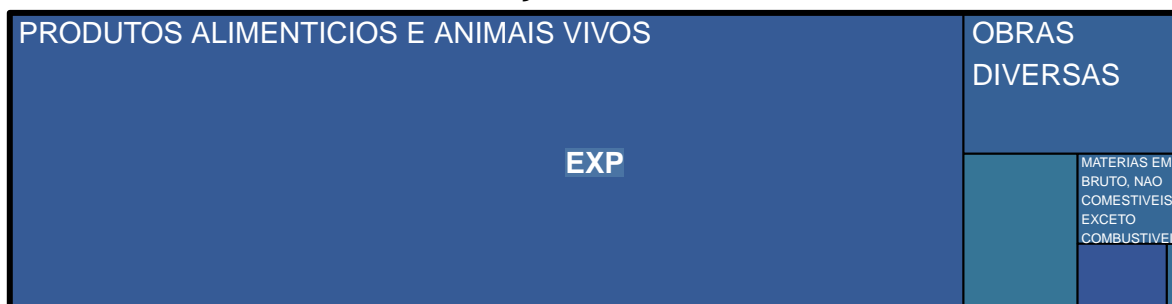 PRODUTOS ALIMENTICIOS E ANIMAIS VIVOS
OBRAS
DIVERSAS
EXP
MATERIAS EM
BRUTO, NAO
COMESTIVEIS
EXCETO